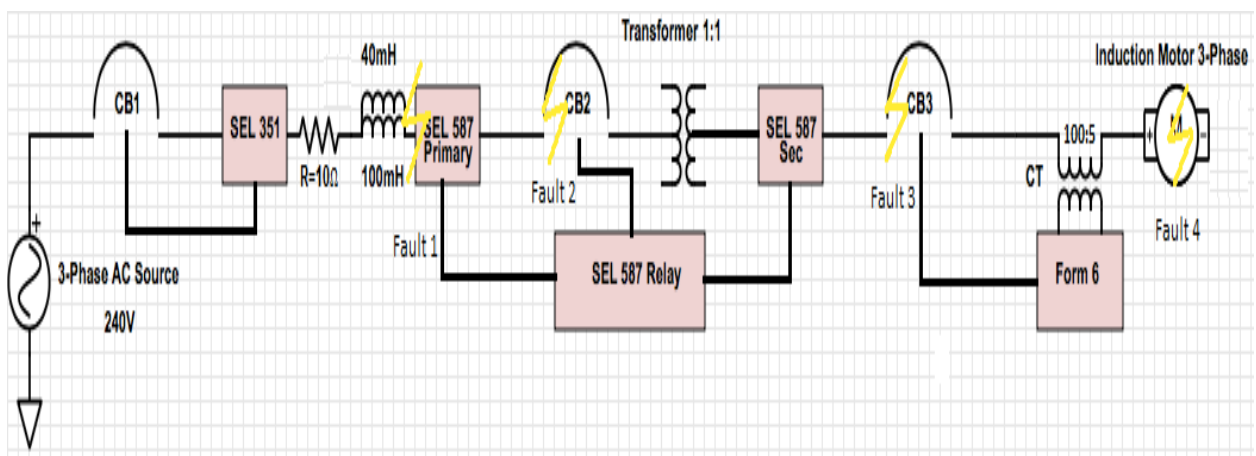 Transformer 1:1
40mH
Induction Motor 3-Phase
CB1
CB2
CB3
SEL 351
SEL 587
Primary
SEL 587
Sec
100:5
+
-
R=10Ω
100mH
CT
Fault 2
Fault 3
Fault 4
Fault 1
+
3-Phase AC Source
240V
SEL 587 Relay
Form 6